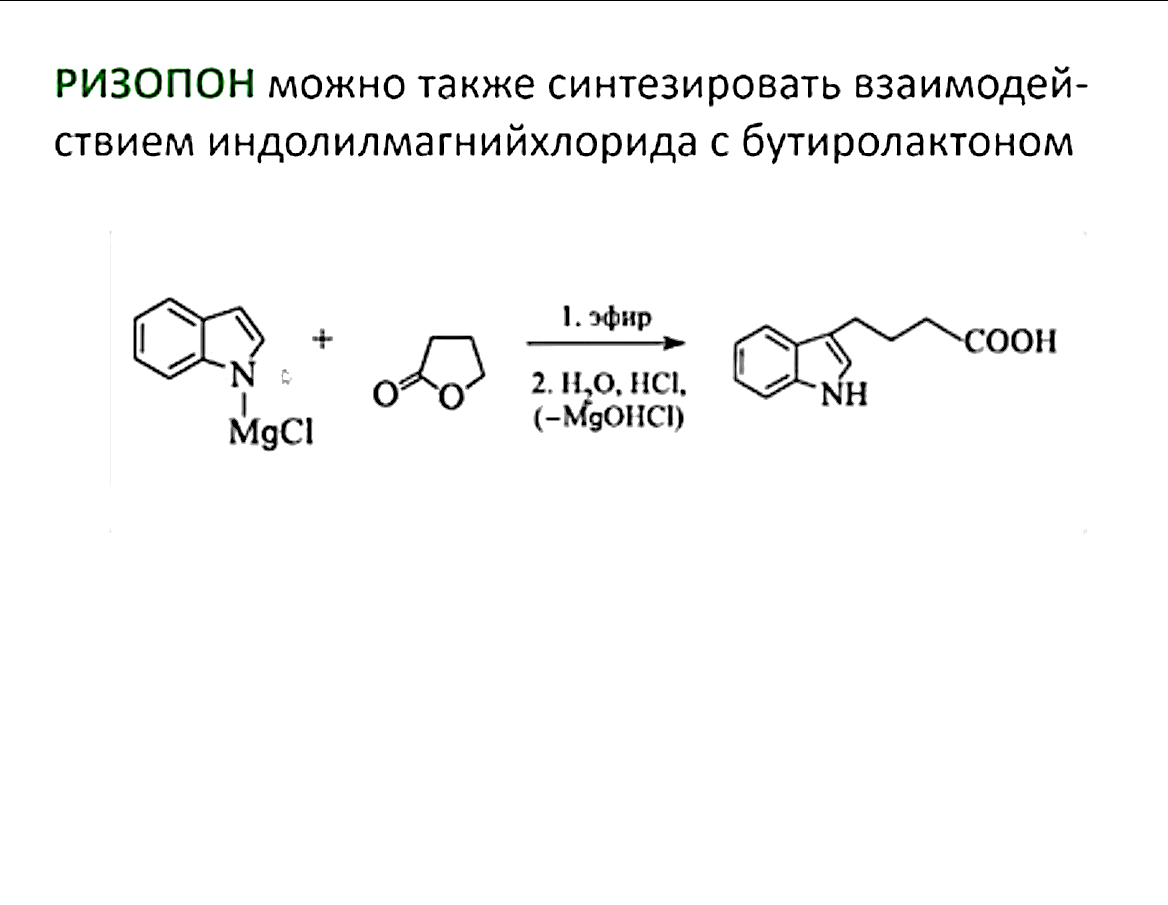 РИЗОПОН можно также синтезировать взаимодей-
ствием индолилмагнийхлорида с бутиролактоном
N
MgCl
+
O
O
1. эфир
2. H₂O, HCl,
(−MgOHCl)
COOH
NH